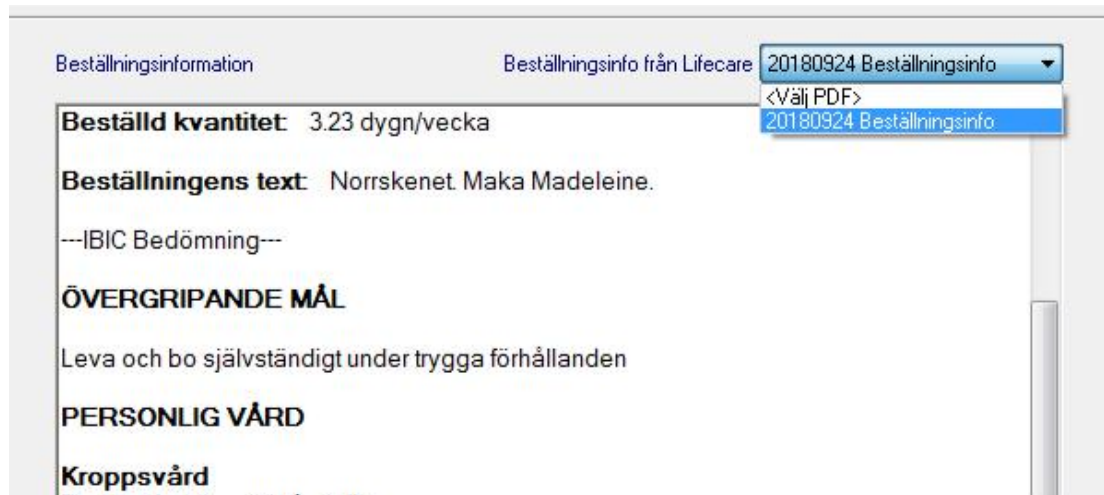 Beställningsinformation
Beställningsinfo från Lifecare 20180924 Beställningsinfo
<Välj PDF>
20180924 Beställningsinfo
Beställd kvantitet: 3.23 dygn/vecka
Beställningens text: Norrskenet. Maka Madeleine.
---IBIC Bedömning---
ÖVERGRIPANDE MÅL
Leva och bo självständigt under trygga förhållanden
PERSONLIG VÅRD
Kroppsvård